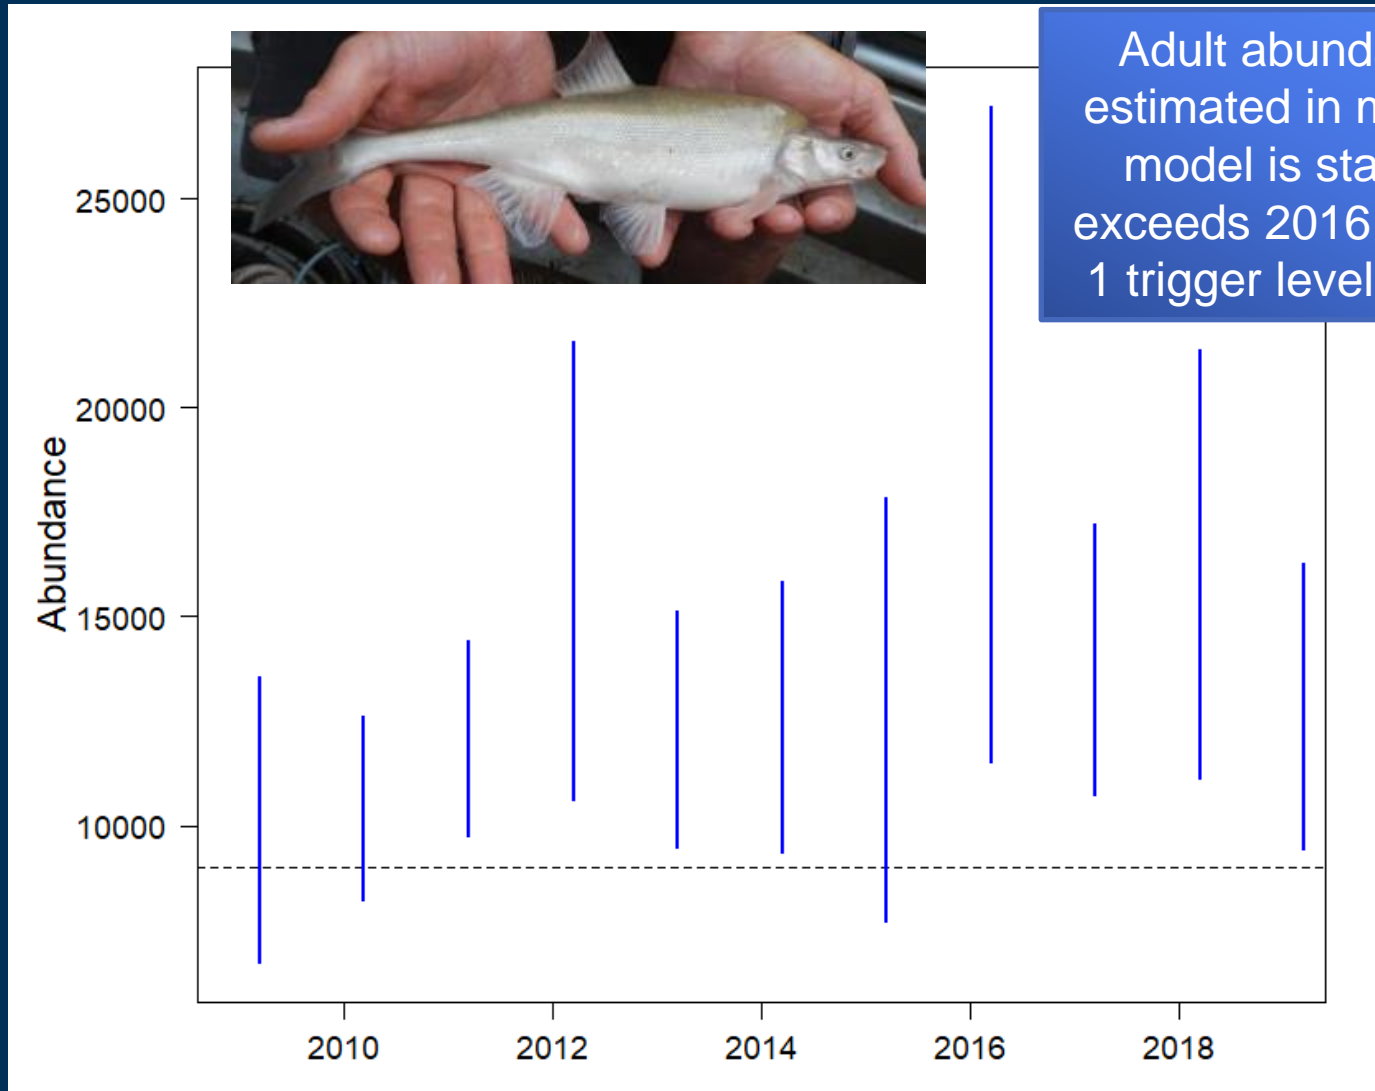 Adult abund
estimated in m
model is sta
exceeds 2016
1 trigger level
25000
20000
15000
10000
Abundance
2010
2012
2014
2016
2018